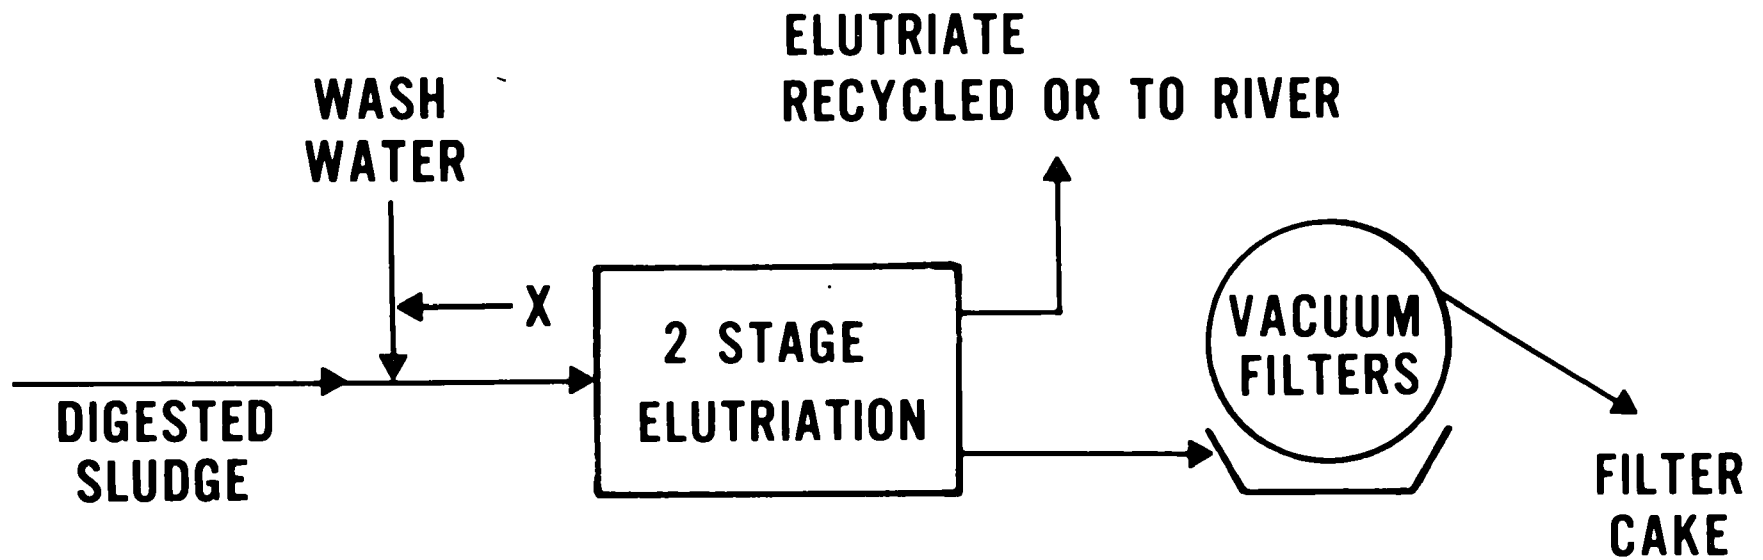 ELUTRIATE
RECYCLED OR TO RIVER
WASH
WATER
X
2 STAGE
ELUTRIATION
VACUUM
FILTERS
DIGESTED
SLUDGE
FILTER
CAKE